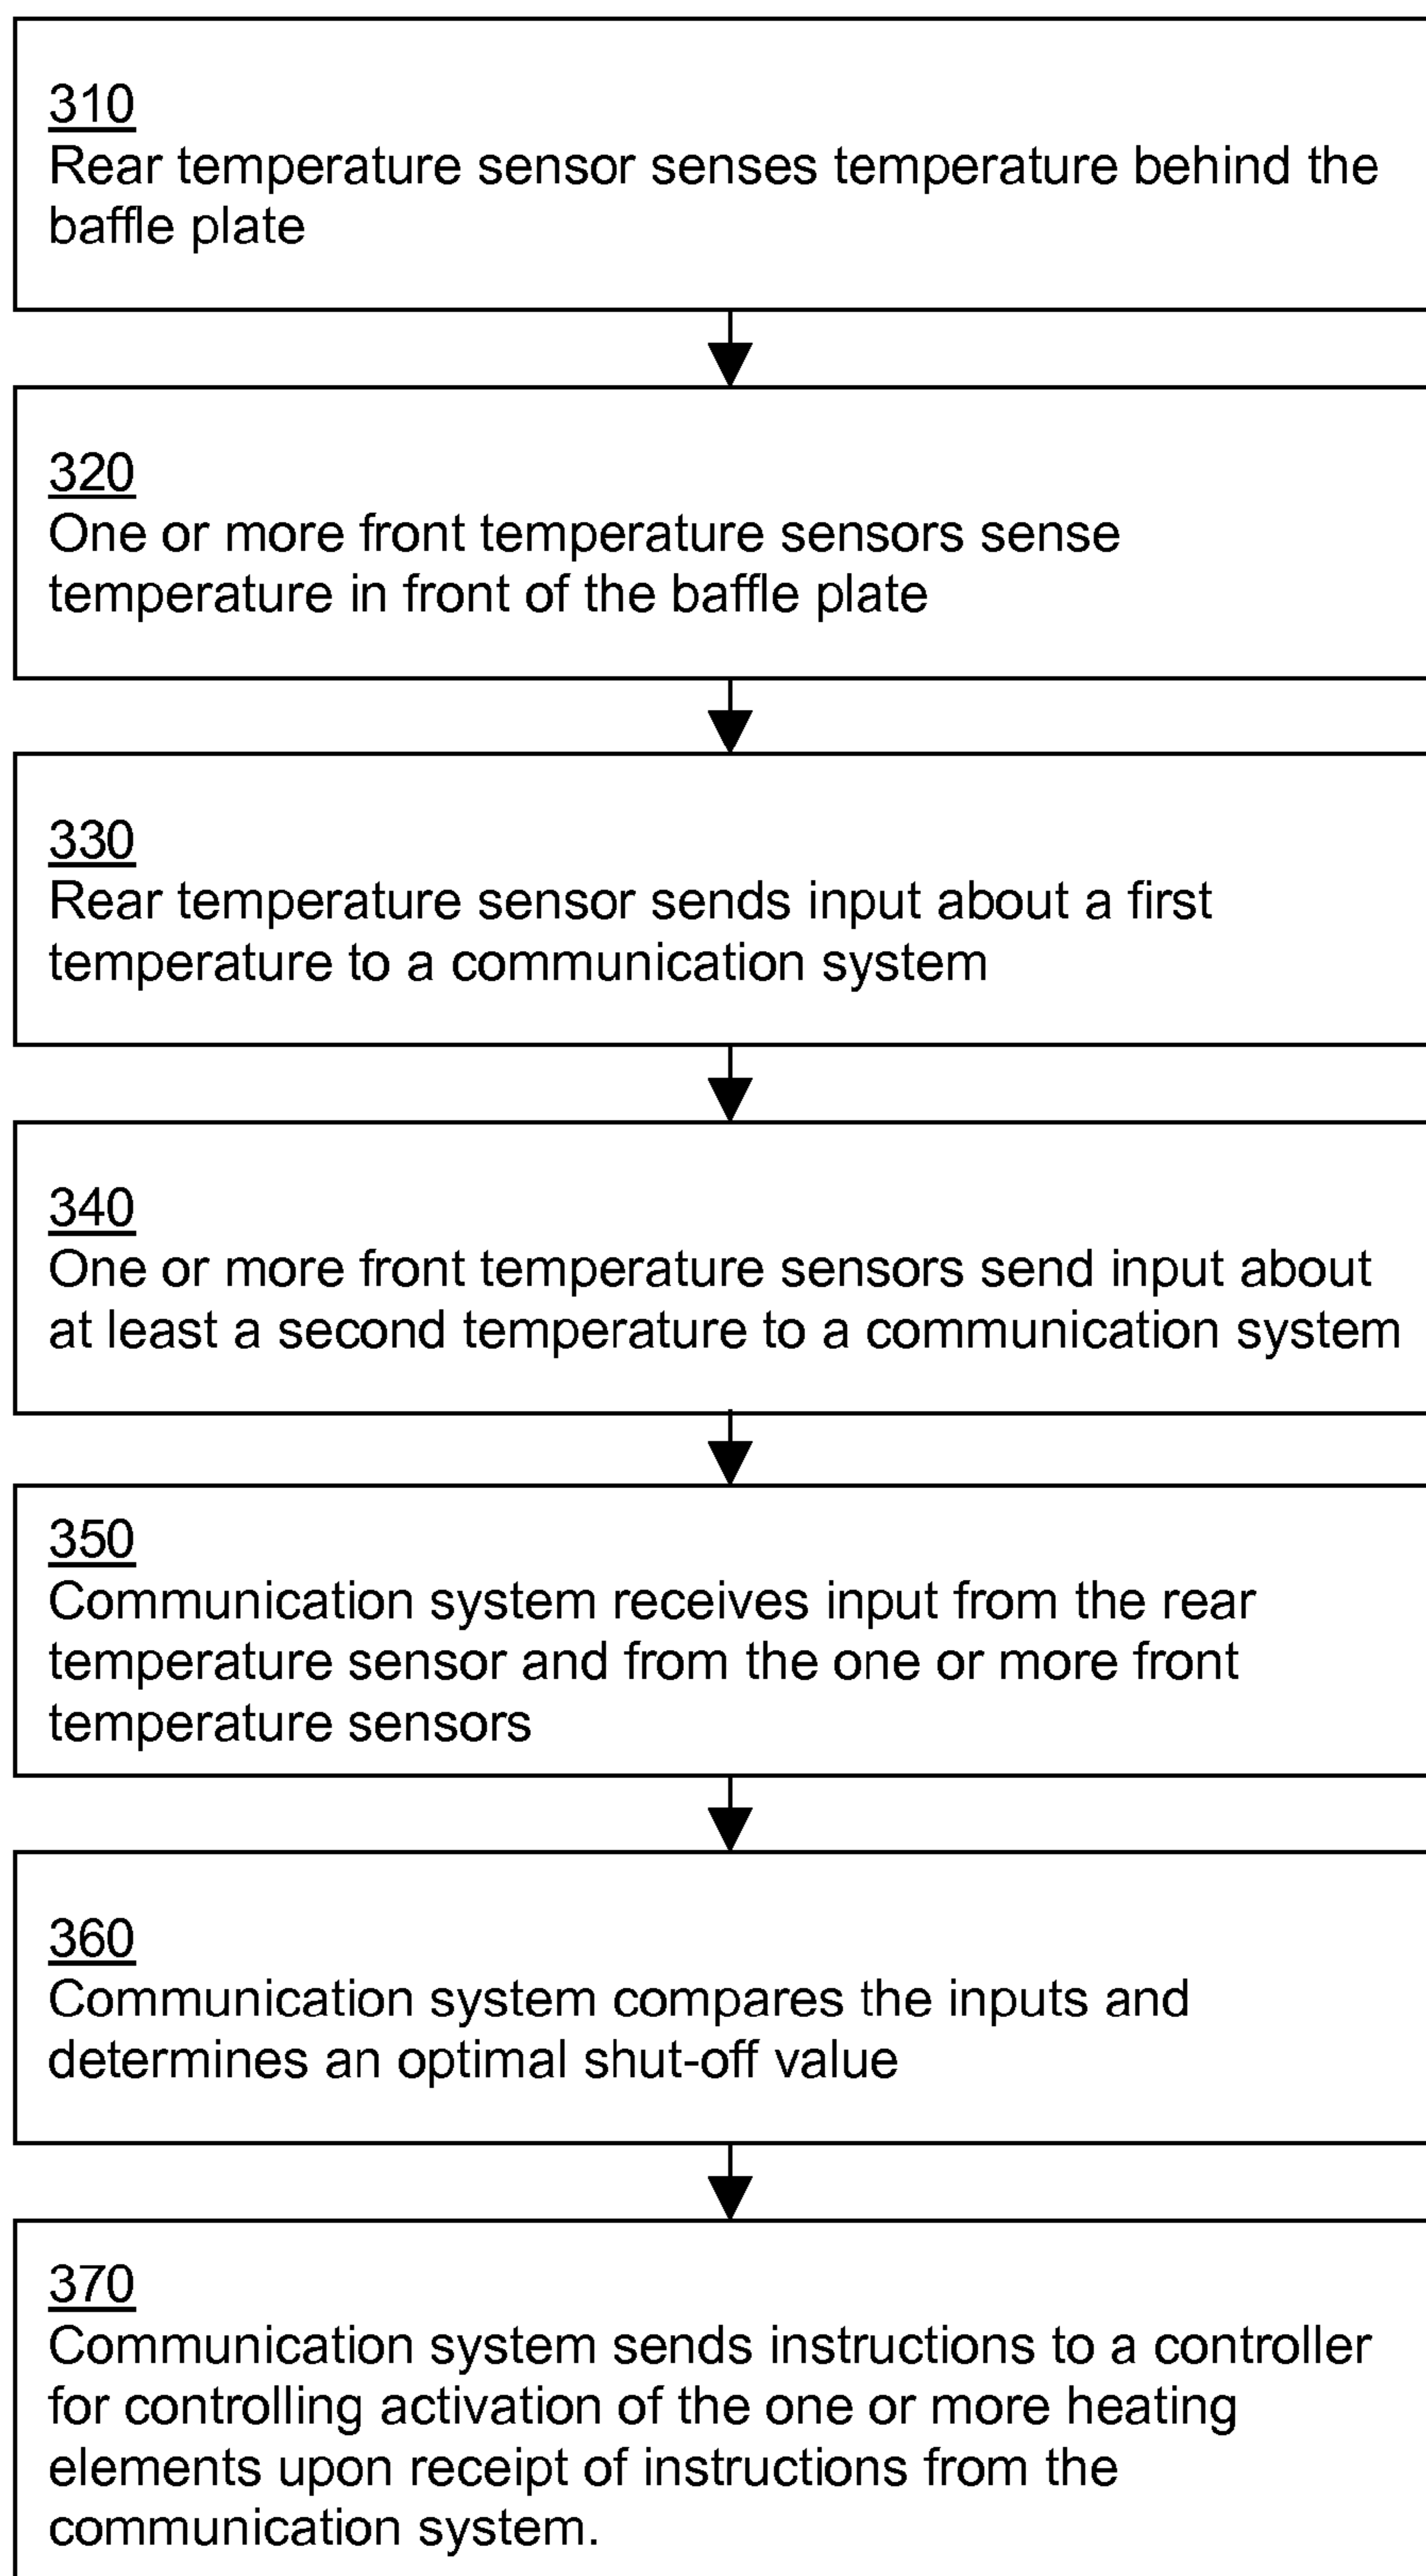 310
Rear temperature sensor senses temperature behind the
baffle plate
320
One or more front temperature sensors sense
temperature in front of the baffle plate
330
Rear temperature sensor sends input about a first
temperature to a communication system
340
One or more front temperature sensors send input about
at least a second temperature to a communication system
350
Communication system receives input from the rear
temperature sensor and from the one or more front
temperature sensors
360
Communication system compares the inputs and
determines an optimal shut-off value
370
Communication system sends instructions to a controller
for controlling activation of the one or more heating
elements upon receipt of instructions from the
communication system.